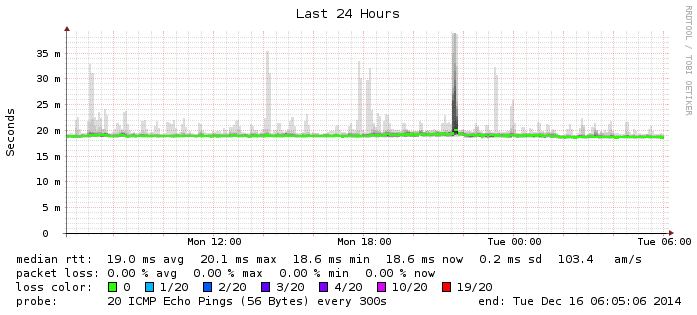 Last 24 Hours
RRDTOOL / TOBI OETIKER
Seconds
35 m
30 m
25 m
20 m
15 m
10 m
5 m
0
Mon 12:00 Mon 18:00 Tue 00:00 Tue 06:00
median rtt: 19.0 ms avg 20.1 ms max 18.6 ms min 18.6 ms now 0.2 ms sd 103.4 am/s
packet loss: 0.00 % avg 0.00 % max 0.00 % min 0.00 % now
loss color: 0 1/20 2/20 3/20 4/20 10/20 19/20
probe: 20 ICMP Echo Pings (56 Bytes) every 300s end: Tue Dec 16 06:05:06 2014